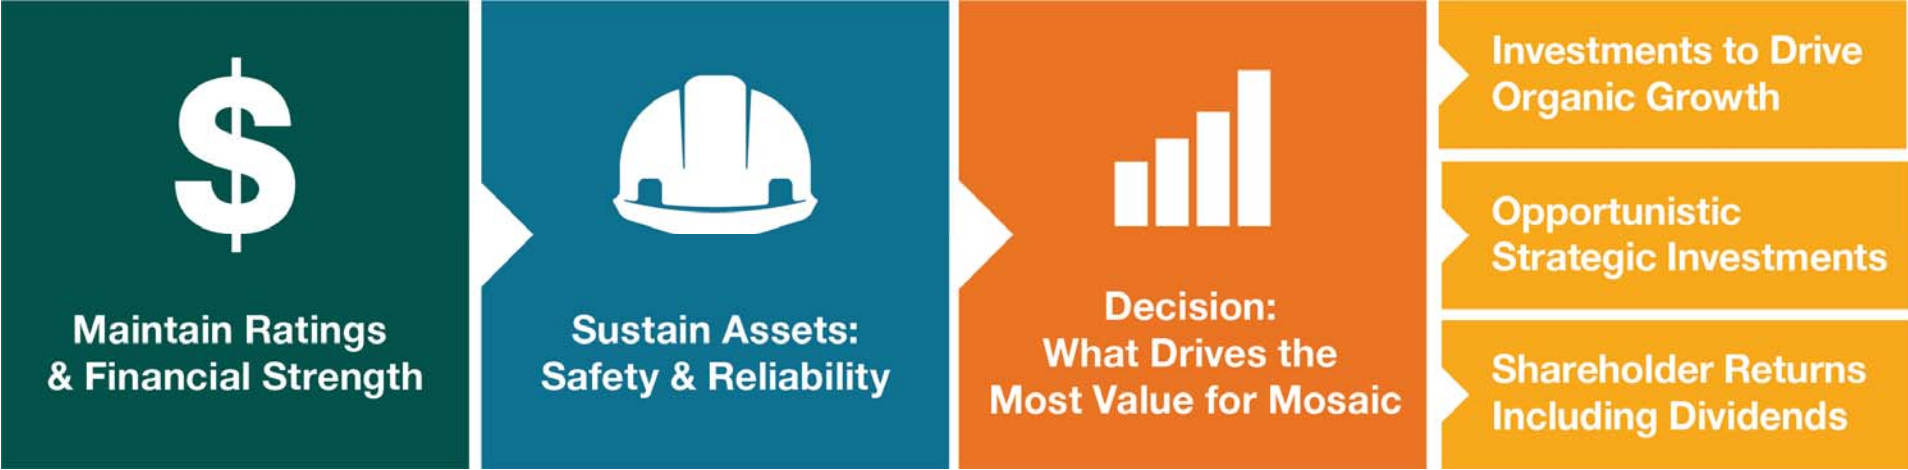 $
Maintain Ratings
& Financial Strength
Sustain Assets:
Safety & Reliability
Decision:
What Drives the
Most Value for Mosaic
Investments to Drive
Organic Growth
Opportunistic
Strategic Investments
Shareholder Returns
Including Dividends